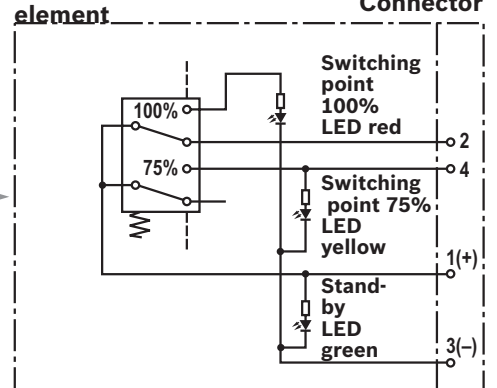 element
Connector
Switching
point
100%
LED red
100%
2
75%
4
Switching
point 75%
LED
yellow
1(+)
Stand-
by
LED
green
3(–)